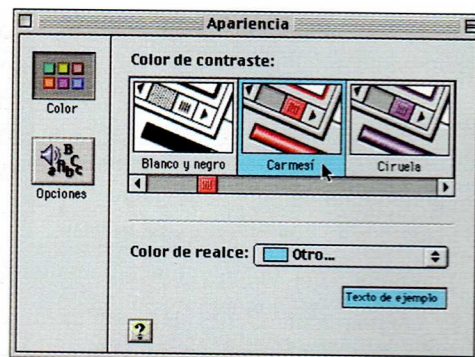 Apariencia
Color
Opciones
Color de contraste:
Blanco y negro
Carmesí
Ciruela
Color de realce:
Otro...
Texto de ejemplo
?